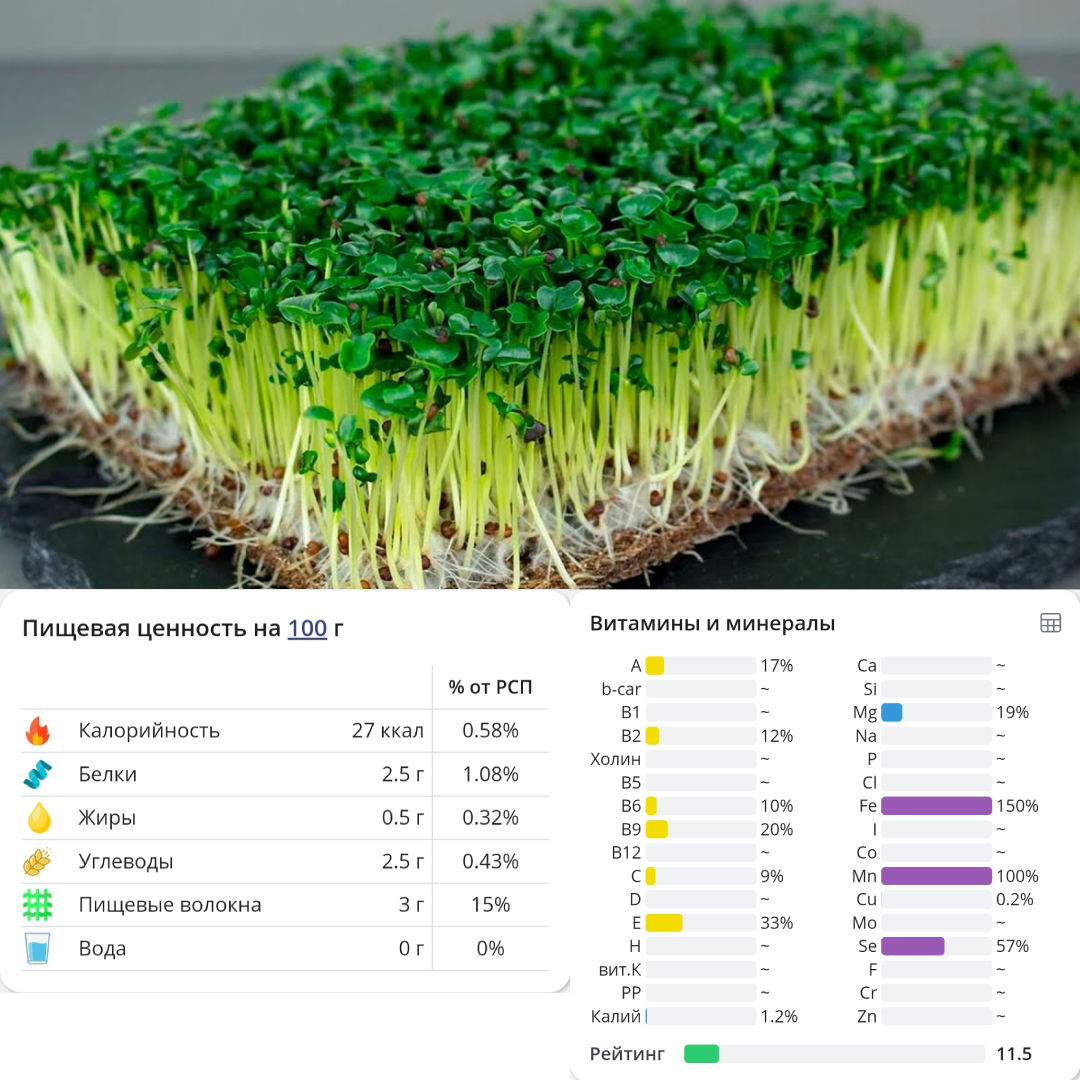 Пищевая ценность на 100 г
% от РСП
Калорийность 27 ккал 0.58%
Белки 2.5 г 1.08%
Жиры 0.5 г 0.32%
Углеводы 2.5 г 0.43%
Пищевые волокна 3 г 15%
Вода 0 г 0%
Витамины и минералы
A 17% Ca ~
b-car ~ Si ~
B1 ~ Mg 19%
B2 12% Na ~
Холин ~ P ~
B5 ~ Cl ~
B6 10% Fe 150%
B9 20% I ~
B12 ~ Co ~
C 9% Mn 100%
D ~ Cu 0.2%
E 33% Mo ~
H ~ Se 57%
вит.К ~ F ~
PP ~ Cr ~
Калий 1.2% Zn ~
Рейтинг 11.5